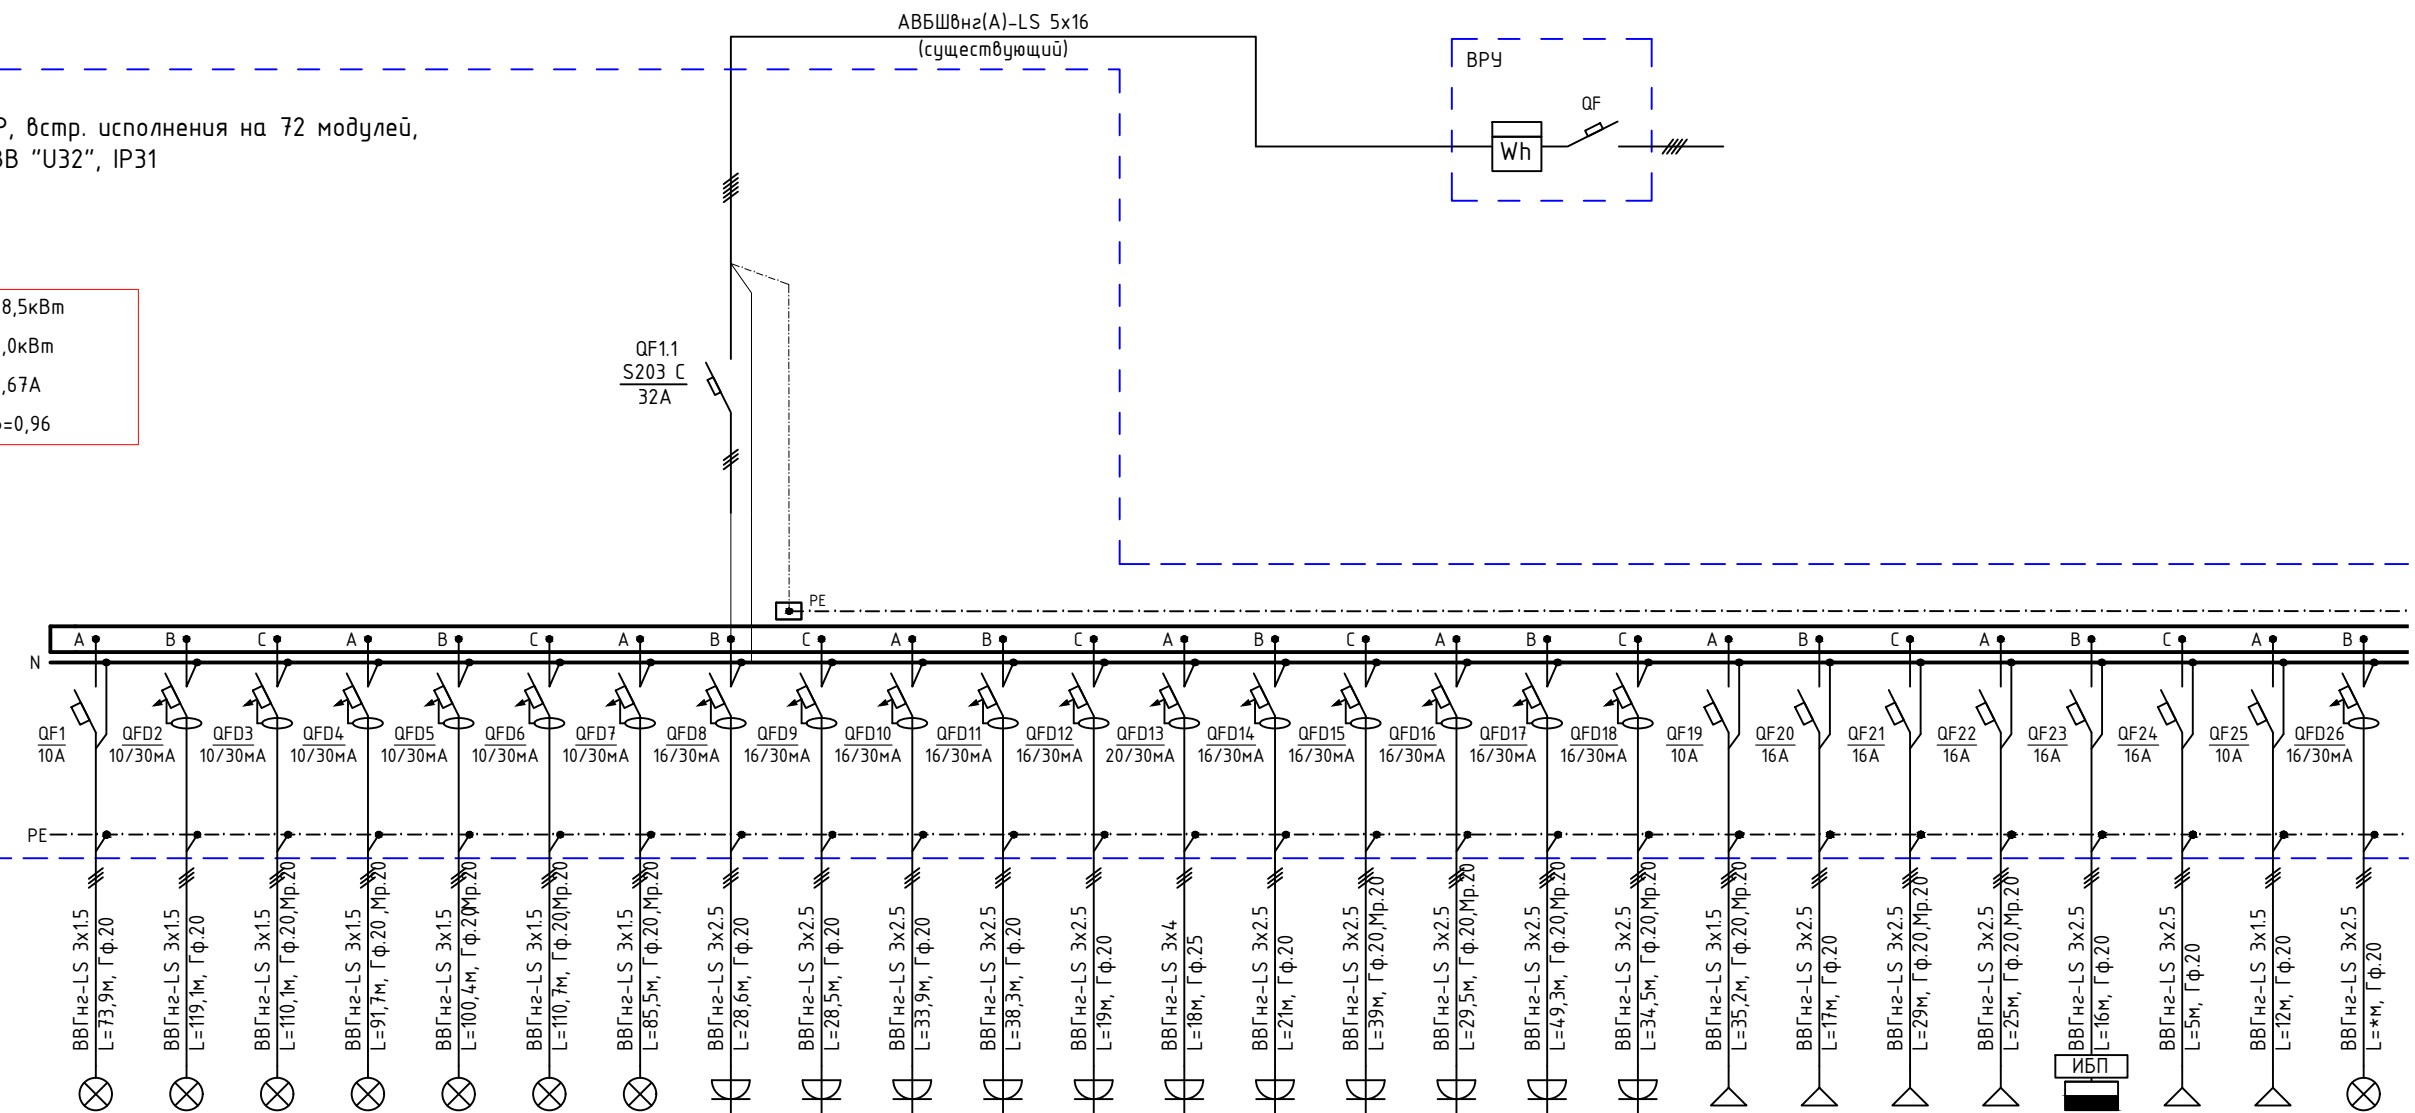 АВБШвнг(А)-LS 5х16
(существующий)
ВРУ
QF
Wh
Р, встр. исполнения на 72 модулей,
ВВ "U32", IP31
8,5кВт
,0кВт
,67А
=0,96
QF1.1
S203 C
32А
PE
A B C A B C A B C A B C A B C A B C A B C A B C A B
N
QF1
10А
QFD2
10/30мА
QFD3
10/30мА
QFD4
10/30мА
QFD5
10/30мА
QFD6
10/30мА
QFD7
10/30мА
QFD8
16/30мА
QFD9
16/30мА
QFD10
16/30мА
QFD11
16/30мА
QFD12
16/30мА
QFD13
20/30мА
QFD14
16/30мА
QFD15
16/30мА
QFD16
16/30мА
QFD17
16/30мА
QFD18
16/30мА
QF19
10А
QF20
16А
QF21
16А
QF22
16А
QF23
16А
QF24
16А
QF25
10А
QFD26
16/30мА
PE
ВВГнг-LS 3х1.5
L=73,9м, Гф.20
ВВГнг-LS 3х1.5
L=119,1м, Гф.20
ВВГнг-LS 3х1.5
L=110,1м, Гф.20,Мр.20
ВВГнг-LS 3х1.5
L=91,7м, Гф.20,Мр.20
ВВГнг-LS 3х1.5
L=100,4м, Гф.20,Мр.20
ВВГнг-LS 3х1.5
L=110,7м, Гф.20,Мр.20
ВВГнг-LS 3х1.5
L=85,5м, Гф.20,Мр.20
ВВГнг-LS 3х2.5
L=28,6м, Гф.20
ВВГнг-LS 3х2.5
L=28,5м, Гф.20
ВВГнг-LS 3х2.5
L=33,9м, Гф.20
ВВГнг-LS 3х2.5
L=38,3м, Гф.20
ВВГнг-LS 3х2.5
L=19м, Гф.20
ВВГнг-LS 3х4
L=18м, Гф.25
ВВГнг-LS 3х2.5
L=21м, Гф.20
ВВГнг-LS 3х2.5
L=39м, Гф.20,Мр.20
ВВГнг-LS 3х2.5
L=29,5м, Гф.20,Мр.20
ВВГнг-LS 3х2.5
L=49,3м, Гф.20,Мр.20
ВВГнг-LS 3х2.5
L=34,5м, Гф.20,Мр.20
ВВГнг-LS 3х1.5
L=35,2м, Гф.20,Мр.20
ВВГнг-LS 3х2.5
L=17м, Гф.20
ВВГнг-LS 3х2.5
L=29м, Гф.20,Мр.20
ВВГнг-LS 3х2.5
L=25м, Гф.20,Мр.20
ВВГнг-LS 3х2.5
L=16м, Гф.20
ВВГнг-LS 3х2.5
L=5м, Гф.20
ВВГнг-LS 3х1.5
L=12м, Гф.20
ВВГнг-LS 3х2.5
L=*м, Гф.20
ИБП